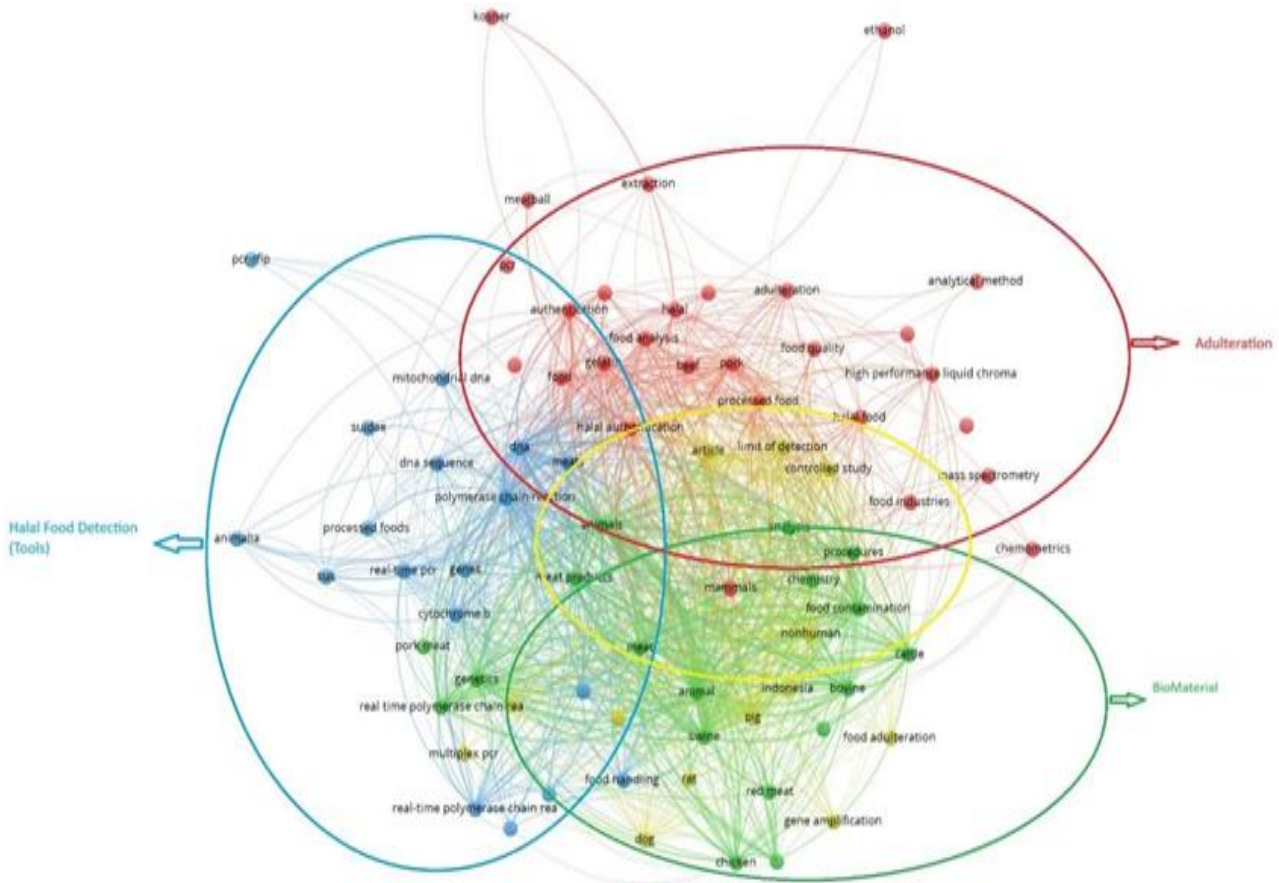 kosher
ethanol
extraction
meatball
pcr-rflp
pcr
analytical method
adulteration
authentication
halal
food analysis
food quality
gelatin
beef
pork
high performance liquid chroma
Adulteration
food
mitochondrial dna
processed food
halal food
suidae
halal authentication
dna
article
limit of detection
meats
dna sequence
controlled study
mass spectrometry
polymerase chain reaction
food industries
Halal Food Detection
(Tools)
processed foods
animals
analysis
animalia
chemometrics
procedures
sus
real-time pcr
genes
meat products
chemistry
mammals
cytochrome b
food contamination
nonhuman
pork meat
meat
cattle
genetics
animal
indonesia
bovine
BioMaterial
real time polymerase chain rea
pig
swine
food adulteration
multiplex pcr
food handling
rat
red meat
real-time polymerase chain rea
gene amplification
dog
chicken